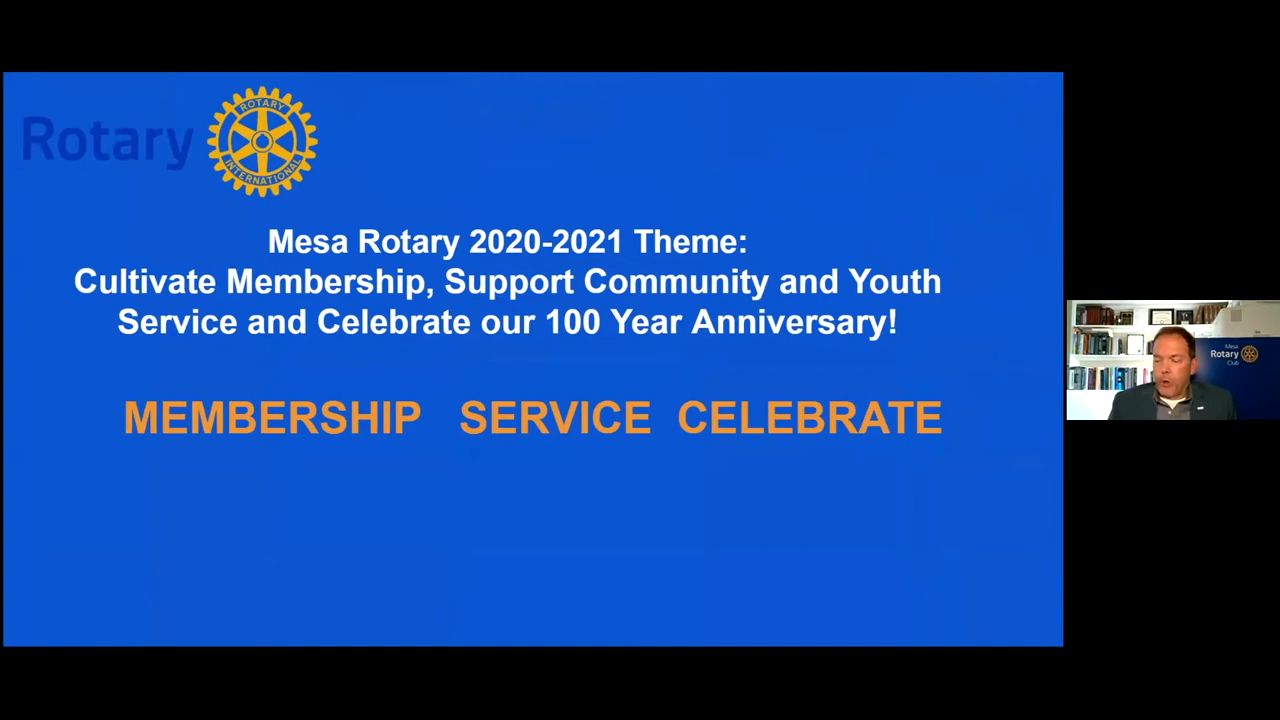 Rotary
ROTARY
INTERNATIONAL
Mesa Rotary 2020-2021 Theme:
Cultivate Membership, Support Community and Youth
Service and Celebrate our 100 Year Anniversary!
MEMBERSHIP SERVICE CELEBRATE
Mesa
Rotary
Club